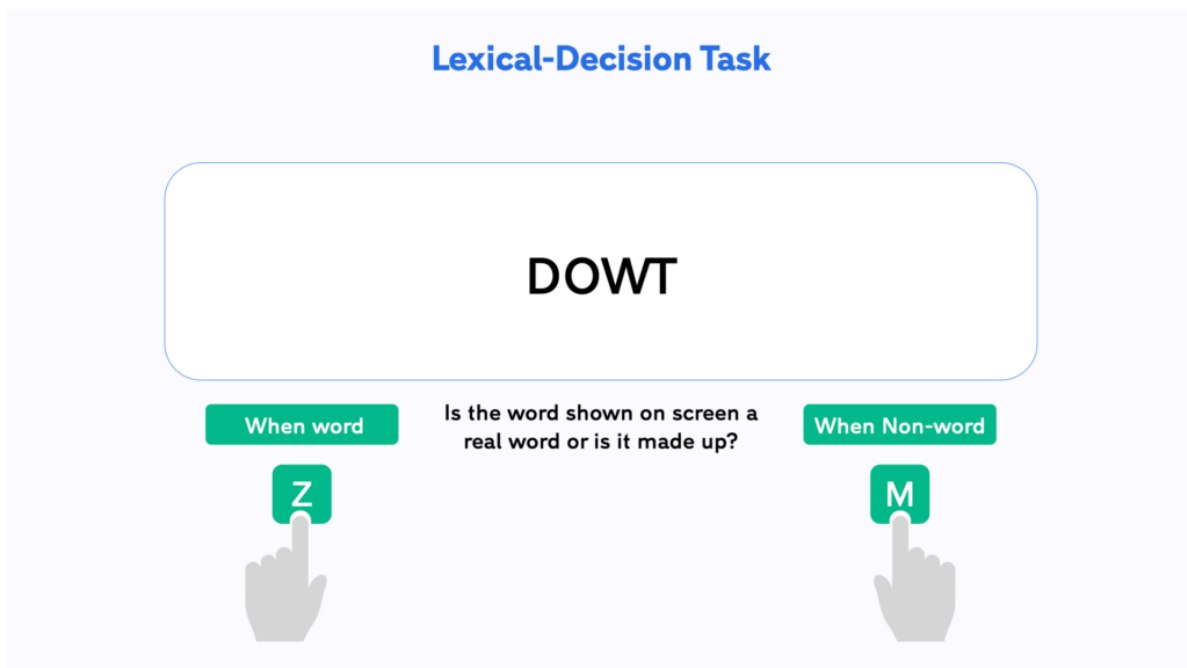 Lexical-Decision Task
DOWT
When word
Is the word shown on screen a
real word or is it made up?
When Non-word
Z
M